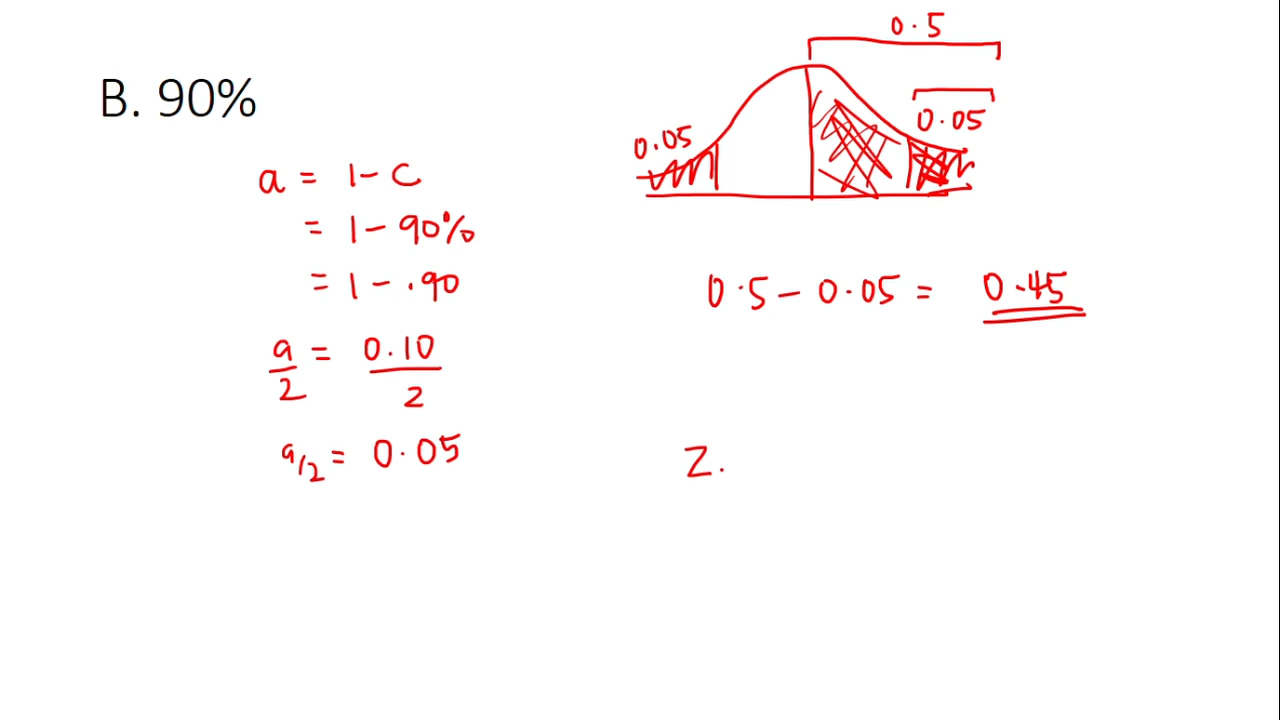 B. 90%
a = 1 - C
= 1 - 90%
= 1 - .90
a/2 = 0.10/2
a/2 = 0.05
0.5
0.05
0.05
0.5 - 0.05 = 0.45
Z.